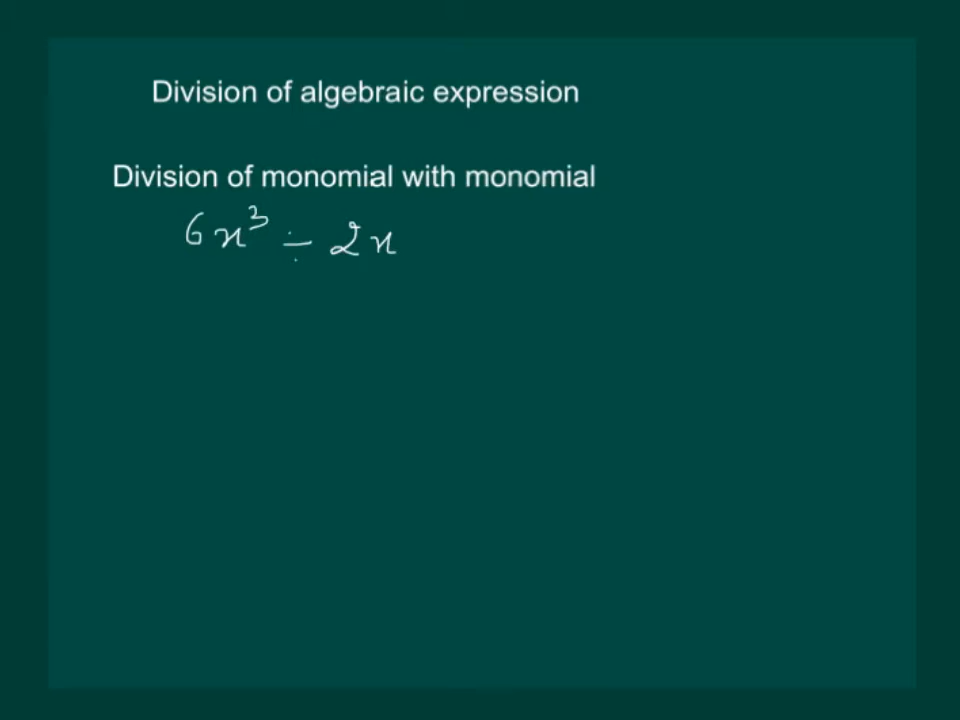 Division of algebraic expression
Division of monomial with monomial
6x³ ÷ 2x